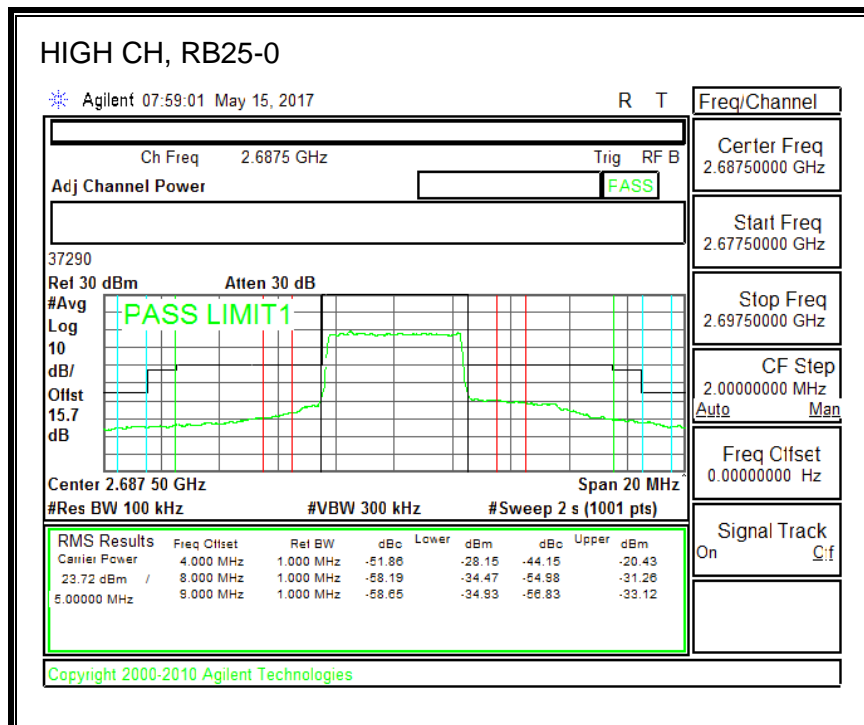 HIGH CH, RB25-0
Agilent 07:59:01 May 15, 2017 R T
Freq/Channel
Ch Freq 2.6875 GHz Trig RF B
Adj Channel Power
PASS
Center Freq
2.68750000 GHz
Start Freq
2.67750000 GHz
Stop Freq
2.69750000 GHz
CF Step
2.00000000 MHz
Auto Man
Freq Offset
0.00000000 Hz
Signal Track
On Off
37290
Ref 30 dBm Atten 30 dB
#Avg
Log
10
dB/
Offst
15.7
dB
PASS LIMIT1
Center 2.687 50 GHz Span 20 MHz
#Res BW 100 kHz #VBW 300 kHz #Sweep 2 s (1001 pts)
RMS Results Freq Offset Ref BW dBc Lower dBm dBc Upper dBm
Carrier Power 4.000 MHz 1.000 MHz -51.86 -28.15 -44.15 -20.43
23.72 dBm / 8.000 MHz 1.000 MHz -58.19 -34.47 -54.98 -31.26
5.00000 MHz 9.000 MHz 1.000 MHz -58.65 -34.93 -56.83 -33.12
Copyright 2000-2010 Agilent Technologies